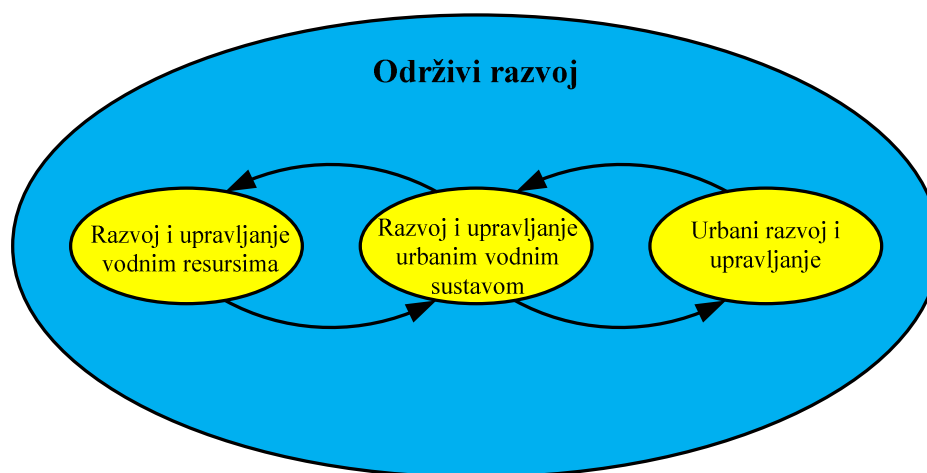 Održivi razvoj
Razvoj i upravljanje
vodnim resursima
Razvoj i upravljanje
urbanim vodnim
sustavom
Urbani razvoj i
upravljanje